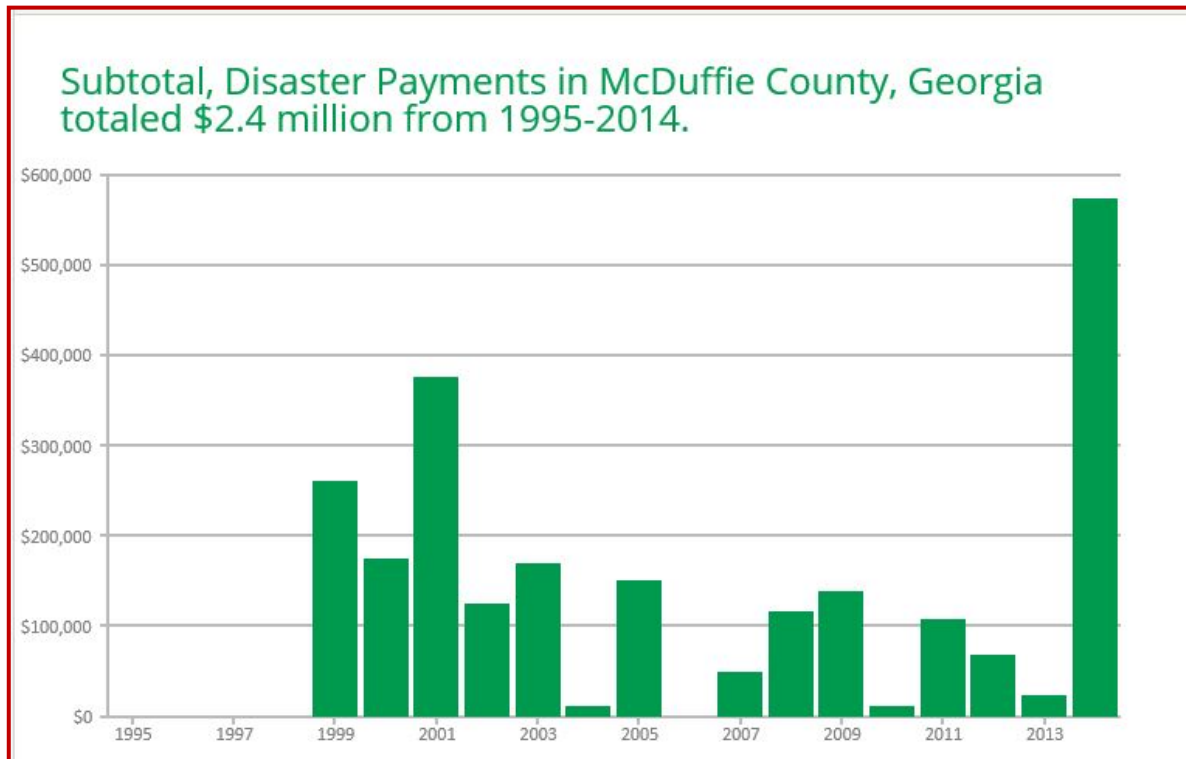 Subtotal, Disaster Payments in McDuffie County, Georgia
totaled $2.4 million from 1995-2014.
$600,000
$500,000
$400,000
$300,000
$200,000
$100,000
$0
1995 1997 1999 2001 2003 2005 2007 2009 2011 2013